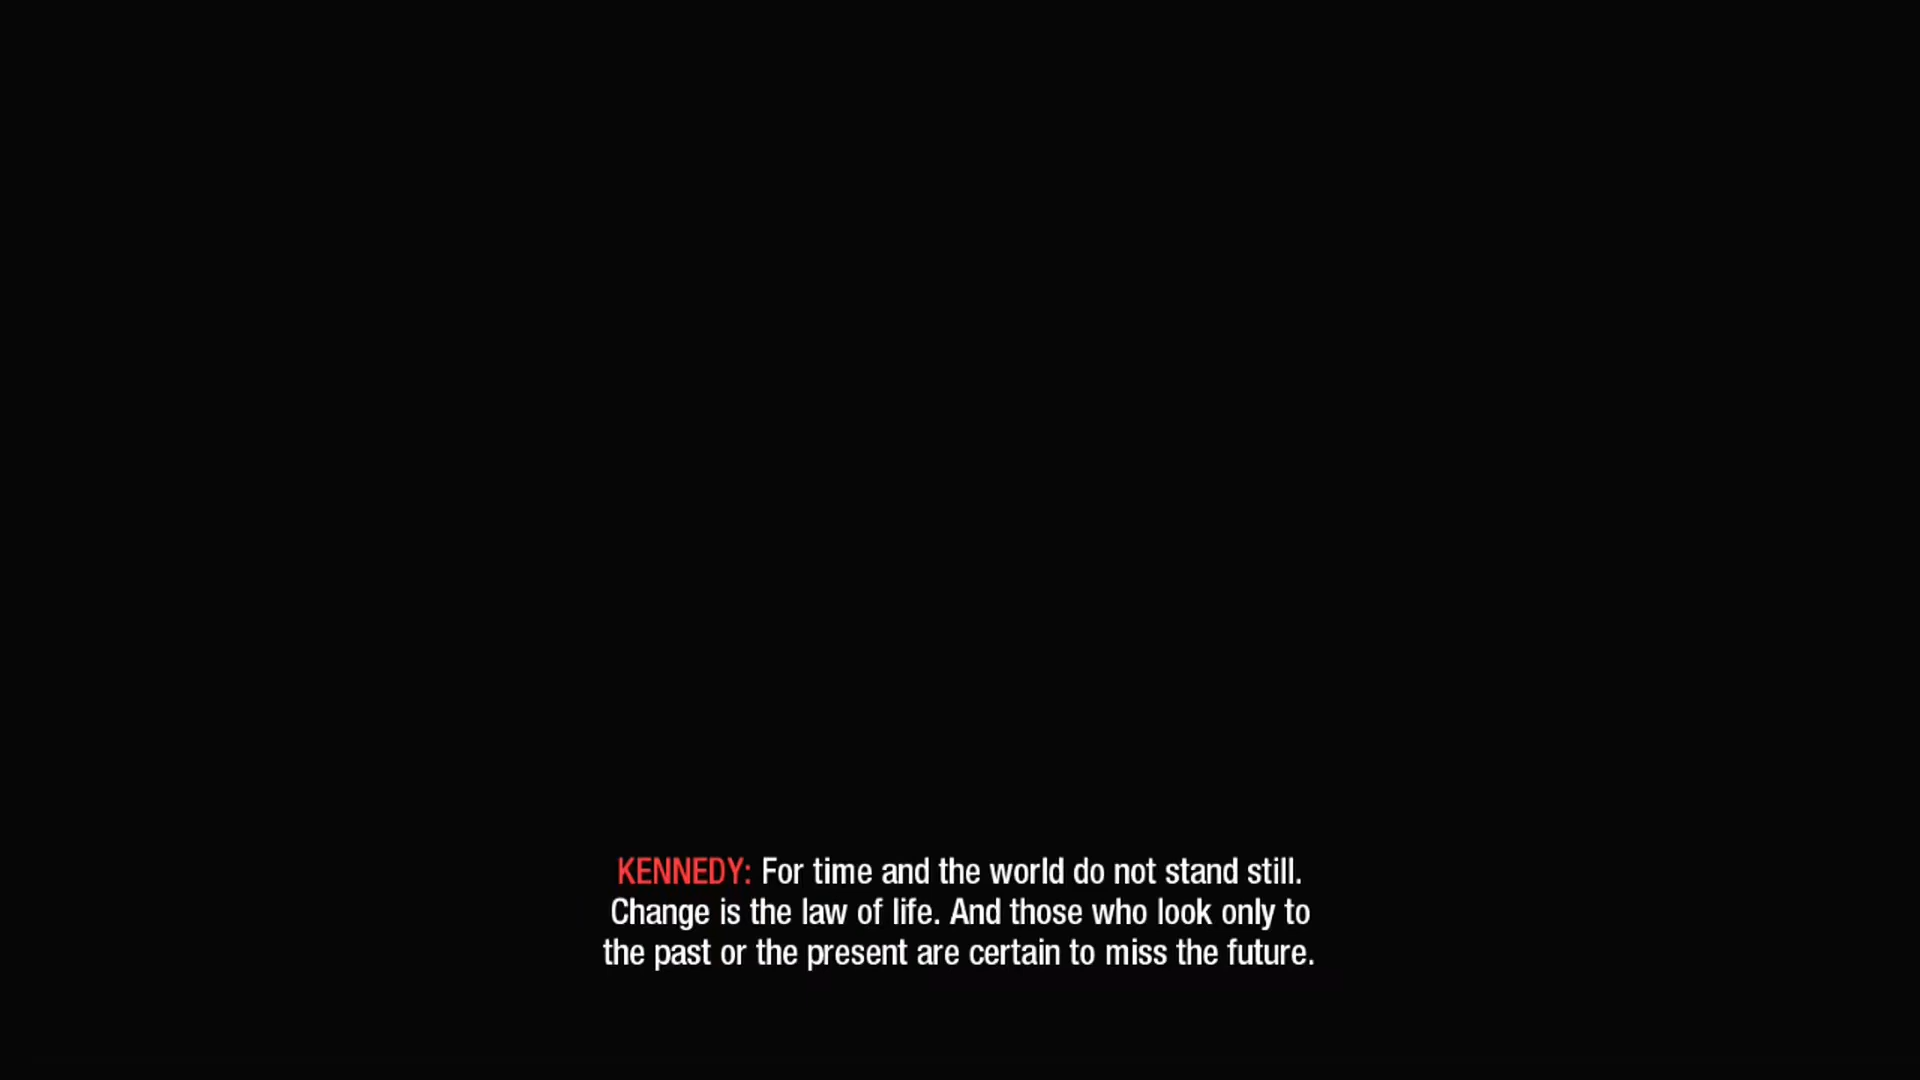 KENNEDY: For time and the world do not stand still.
Change is the law of life. And those who look only to
the past or the present are certain to miss the future.